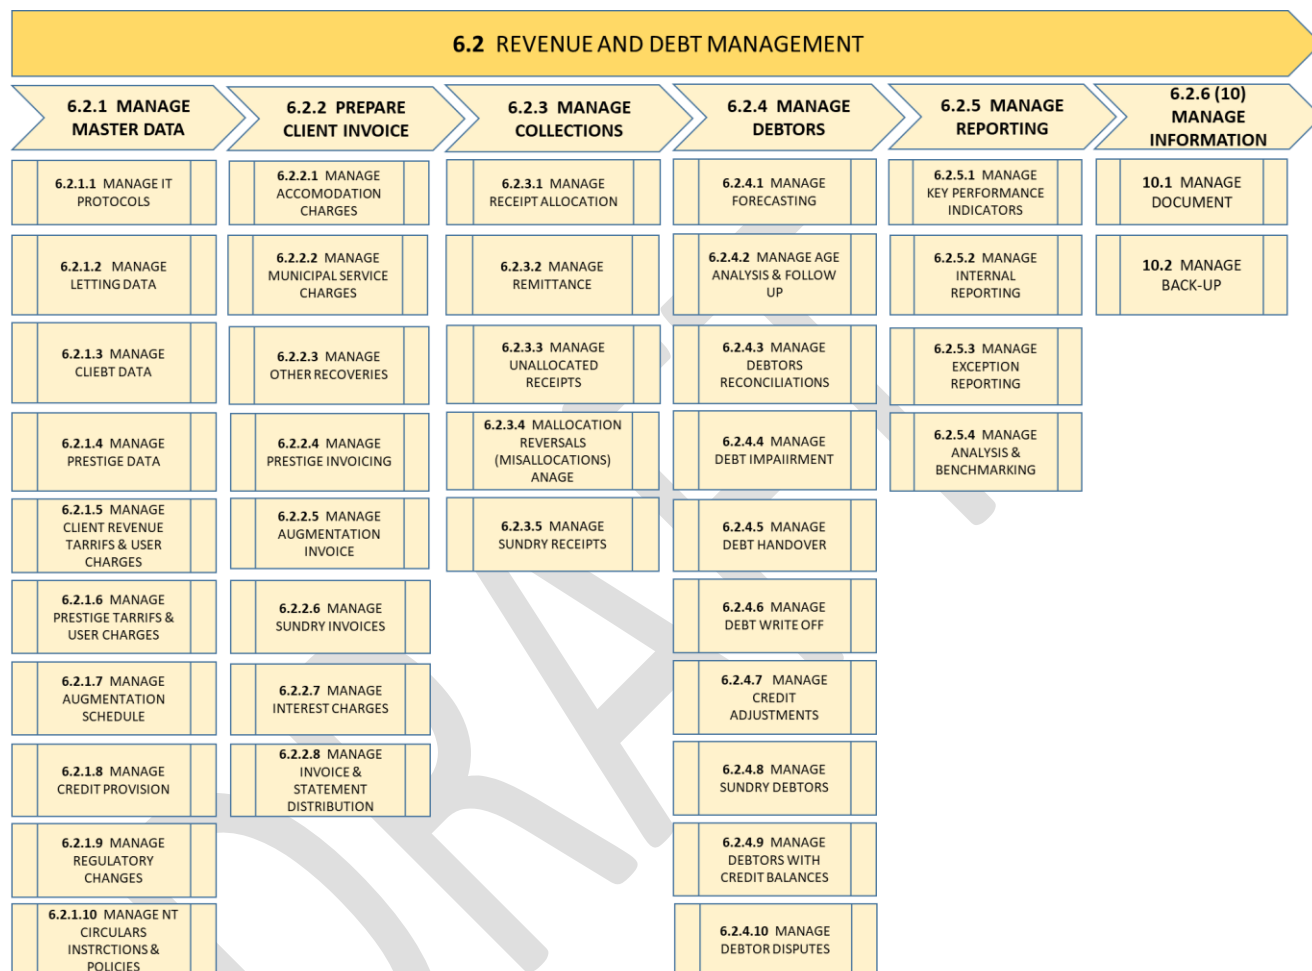 6.2 REVENUE AND DEBT MANAGEMENT
6.2.1 MANAGE
MASTER DATA
6.2.2 PREPARE
CLIENT INVOICE
6.2.3 MANAGE
COLLECTIONS
6.2.4 MANAGE
DEBTORS
6.2.5 MANAGE
REPORTING
6.2.6 (10)
MANAGE
INFORMATION
6.2.1.1 MANAGE IT
PROTOCOLS
6.2.1.2 MANAGE
LETTING DATA
6.2.1.3 MANAGE
CLIEBT DATA
6.2.1.4 MANAGE
PRESTIGE DATA
6.2.1.5 MANAGE
CLIENT REVENUE
TARRIFS & USER
CHARGES
6.2.1.6 MANAGE
PRESTIGE TARRIFS &
USER CHARGES
6.2.1.7 MANAGE
AUGMENTATION
SCHEDULE
6.2.1.8 MANAGE
CREDIT PROVISION
6.2.1.9 MANAGE
REGULATORY
CHANGES
6.2.1.10 MANAGE NT
CIRCULARS
INSTRCTIONS &
POLICIES
6.2.2.1 MANAGE
ACCOMODATION
CHARGES
6.2.2.2 MANAGE
MUNICIPAL SERVICE
CHARGES
6.2.2.3 MANAGE
OTHER RECOVERIES
6.2.2.4 MANAGE
PRESTIGE INVOICING
6.2.2.5 MANAGE
AUGMENTATION
INVOICE
6.2.2.6 MANAGE
SUNDRY INVOICES
6.2.2.7 MANAGE
INTEREST CHARGES
6.2.2.8 MANAGE
INVOICE &
STATEMENT
DISTRIBUTION
6.2.3.1 MANAGE
RECEIPT ALLOCATION
6.2.3.2 MANAGE
REMITTANCE
6.2.3.3 MANAGE
UNALLOCATED
RECEIPTS
6.2.3.4 MALLOCATION
REVERSALS
(MISALLOCATIONS)
ANAGE
6.2.3.5 MANAGE
SUNDRY RECEIPTS
6.2.4.1 MANAGE
FORECASTING
6.2.4.2 MANAGE AGE
ANALYSIS & FOLLOW
UP
6.2.4.3 MANAGE
DEBTORS
RECONCILIATIONS
6.2.4.4 MANAGE
DEBT IMPAIIRMENT
6.2.4.5 MANAGE
DEBT HANDOVER
6.2.4.6 MANAGE
DEBT WRITE OFF
6.2.4.7 MANAGE
CREDIT
ADJUSTMENTS
6.2.4.8 MANAGE
SUNDRY DEBTORS
6.2.4.9 MANAGE
DEBTORS WITH
CREDIT BALANCES
6.2.4.10 MANAGE
DEBTOR DISPUTES
6.2.5.1 MANAGE
KEY PERFORMANCE
INDICATORS
6.2.5.2 MANAGE
INTERNAL
REPORTING
6.2.5.3 MANAGE
EXCEPTION
REPORTING
6.2.5.4 MANAGE
ANALYSIS &
BENCHMARKING
10.1 MANAGE
DOCUMENT
10.2 MANAGE
BACK-UP
DRAFT